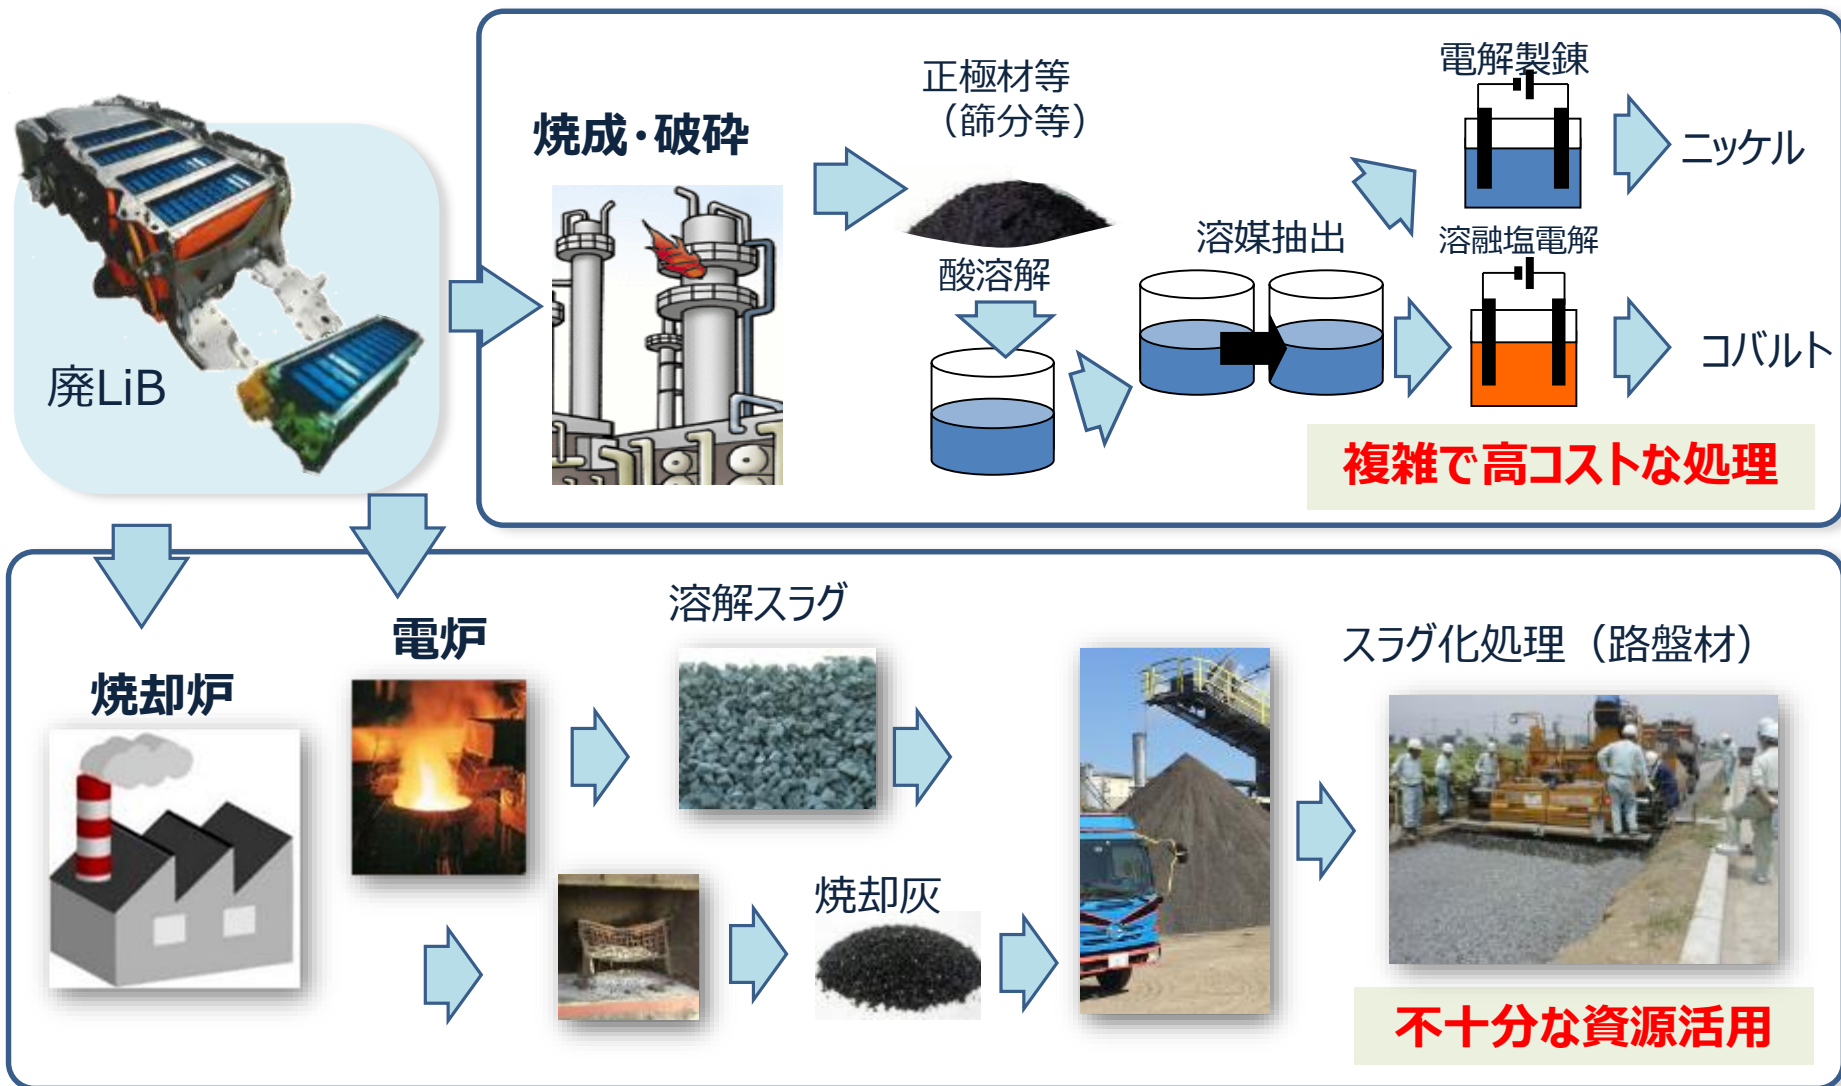 廃LiB
焼成・破砕
正極材等
（篩分等）
酸溶解
溶媒抽出
電解製錬
ニッケル
溶融塩電解
コバルト
複雑で高コストな処理
焼却炉
電炉
溶解スラグ
焼却灰
スラグ化処理（路盤材）
不十分な資源活用